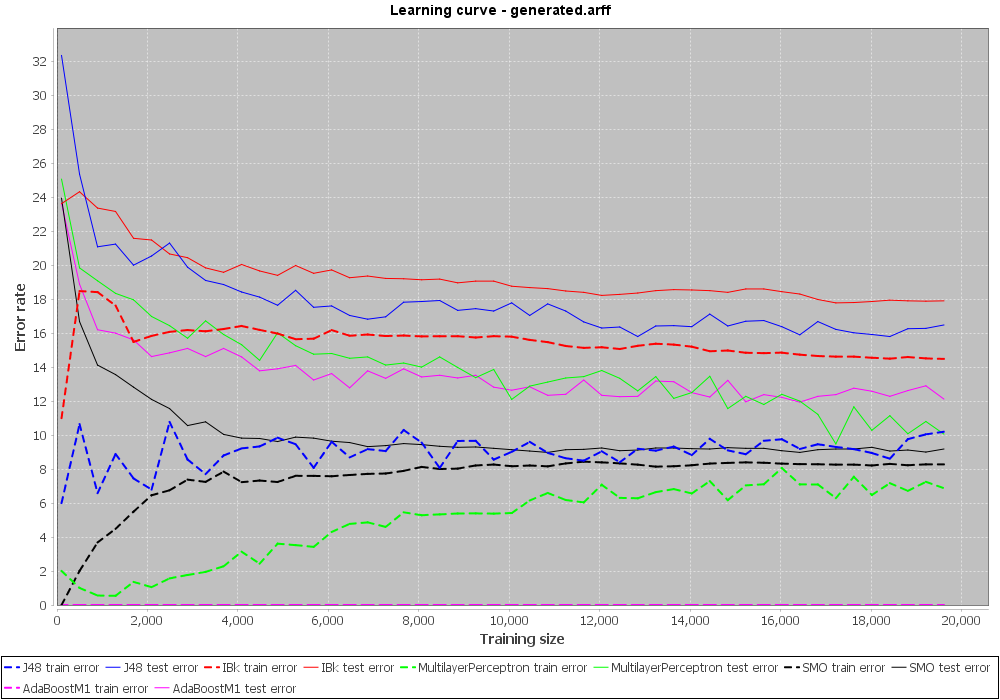 Learning curve - generated.arff
Error rate
32
30
28
26
24
22
20
18
16
14
12
10
8
6
4
2
0
0 2,000 4,000 6,000 8,000 10,000 12,000 14,000 16,000 18,000 20,000
Training size
J48 train error J48 test error IBk train error IBk test error MultilayerPerceptron train error MultilayerPerceptron test error SMO train error SMO test error
AdaBoostM1 train error AdaBoostM1 test error